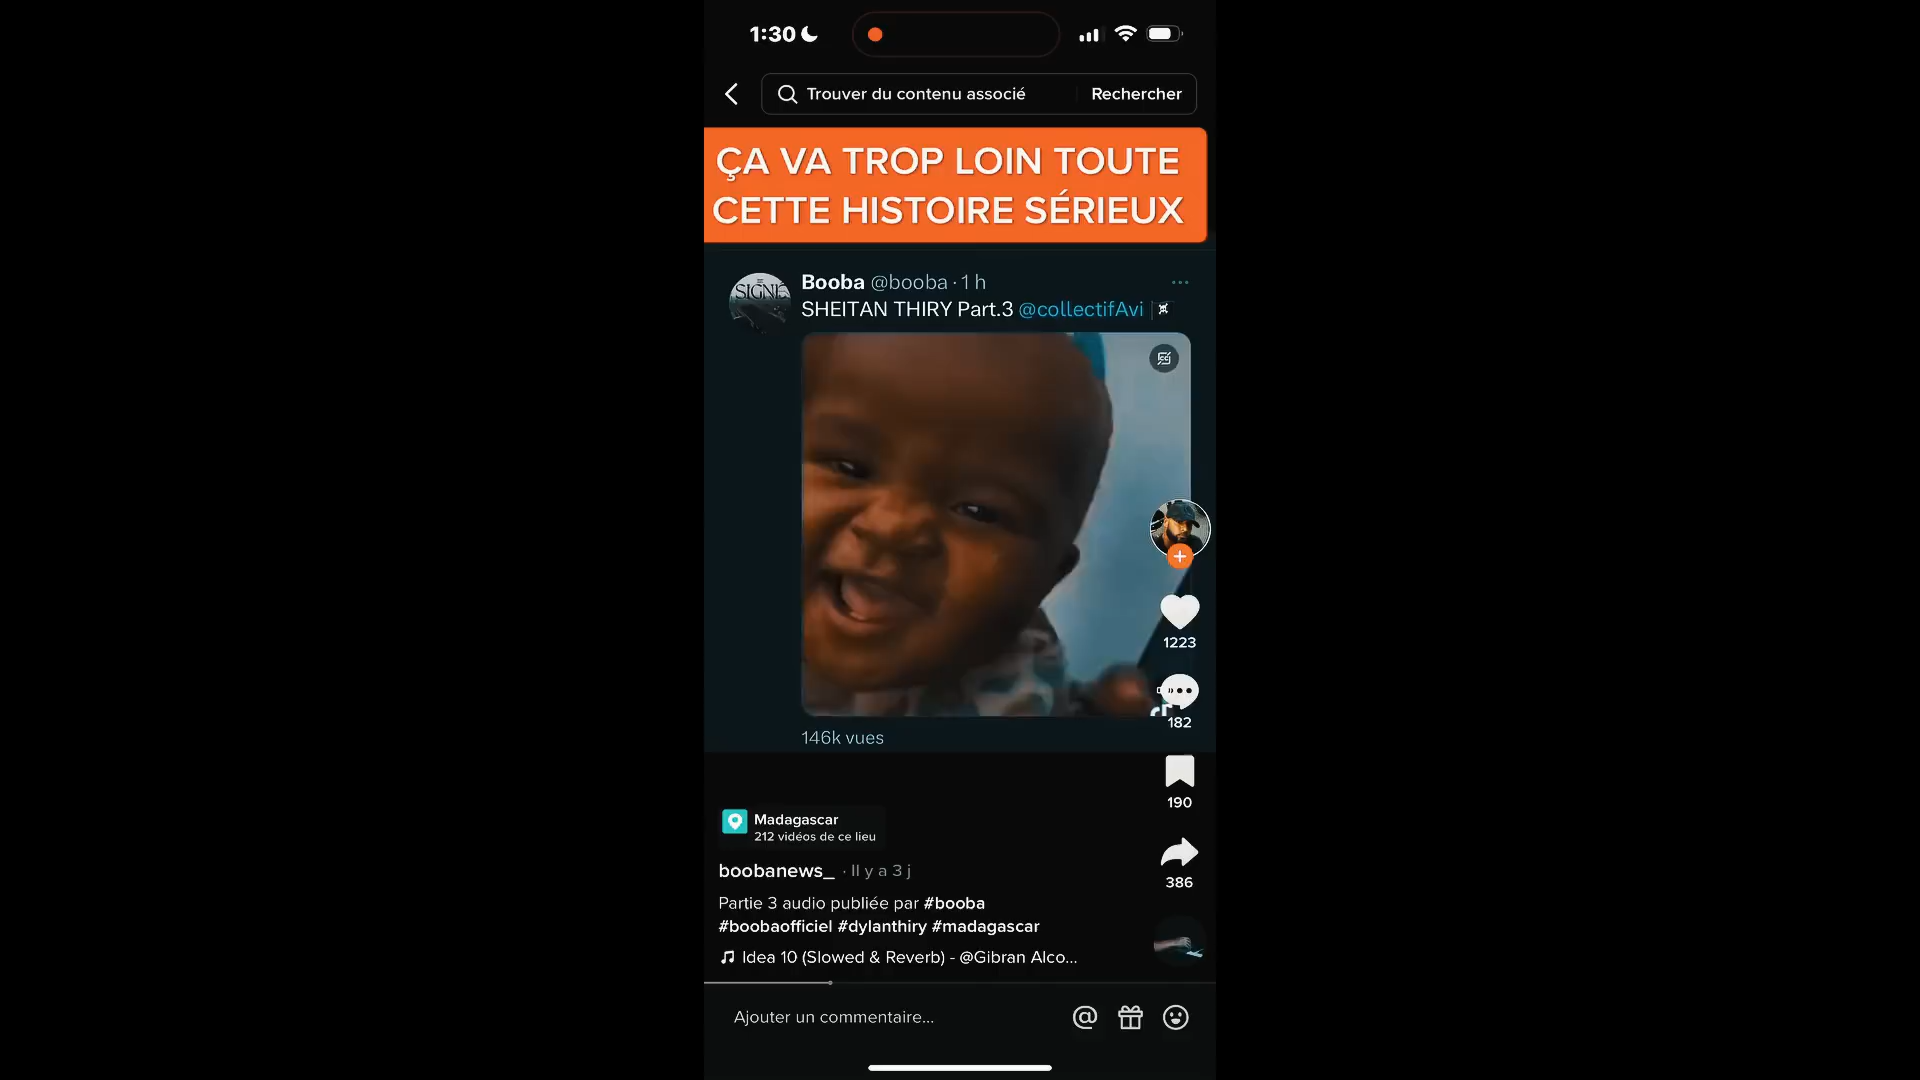 1:30
Trouver du contenu associé
Rechercher
ÇA VA TROP LOIN TOUTE
CETTE HISTOIRE SÉRIEUX
SIGNÉ
Booba @booba · 1 h
SHEITAN THIRY Part.3 @collectifAvi
146k vues
1223
182
190
386
Madagascar
212 vidéos de ce lieu
boobanews_ · Il y a 3 j
Partie 3 audio publiée par #booba
#boobaofficiel #dylanthiry #madagascar
Idea 10 (Slowed & Reverb) - @Gibran Alco...
Ajouter un commentaire...